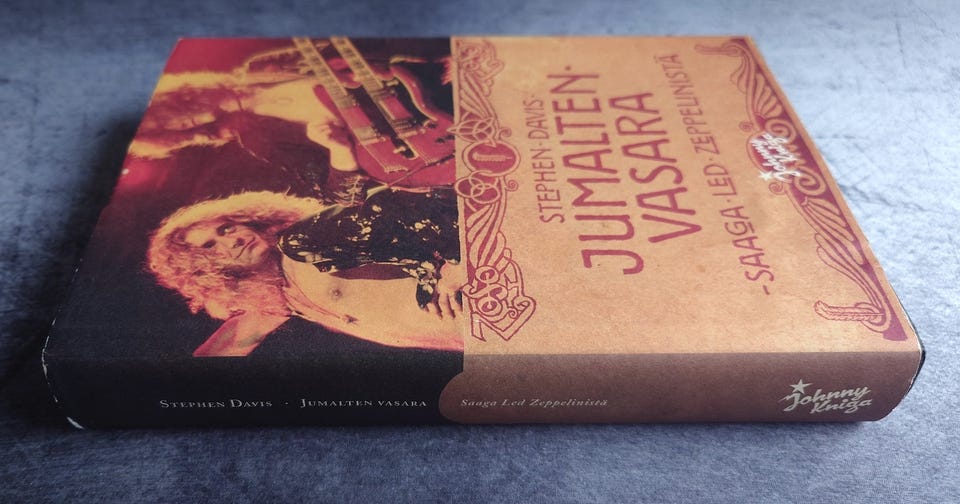 STEPHEN·DAVIS·
JUMALTEN·
VASARA
-SAAGA·LED·ZEPPELINISTÄ
Johnny
Kniga
STEPHEN DAVIS · JUMALTEN VASARA
Saaga Led Zeppelinistä
Johnny
Kniga